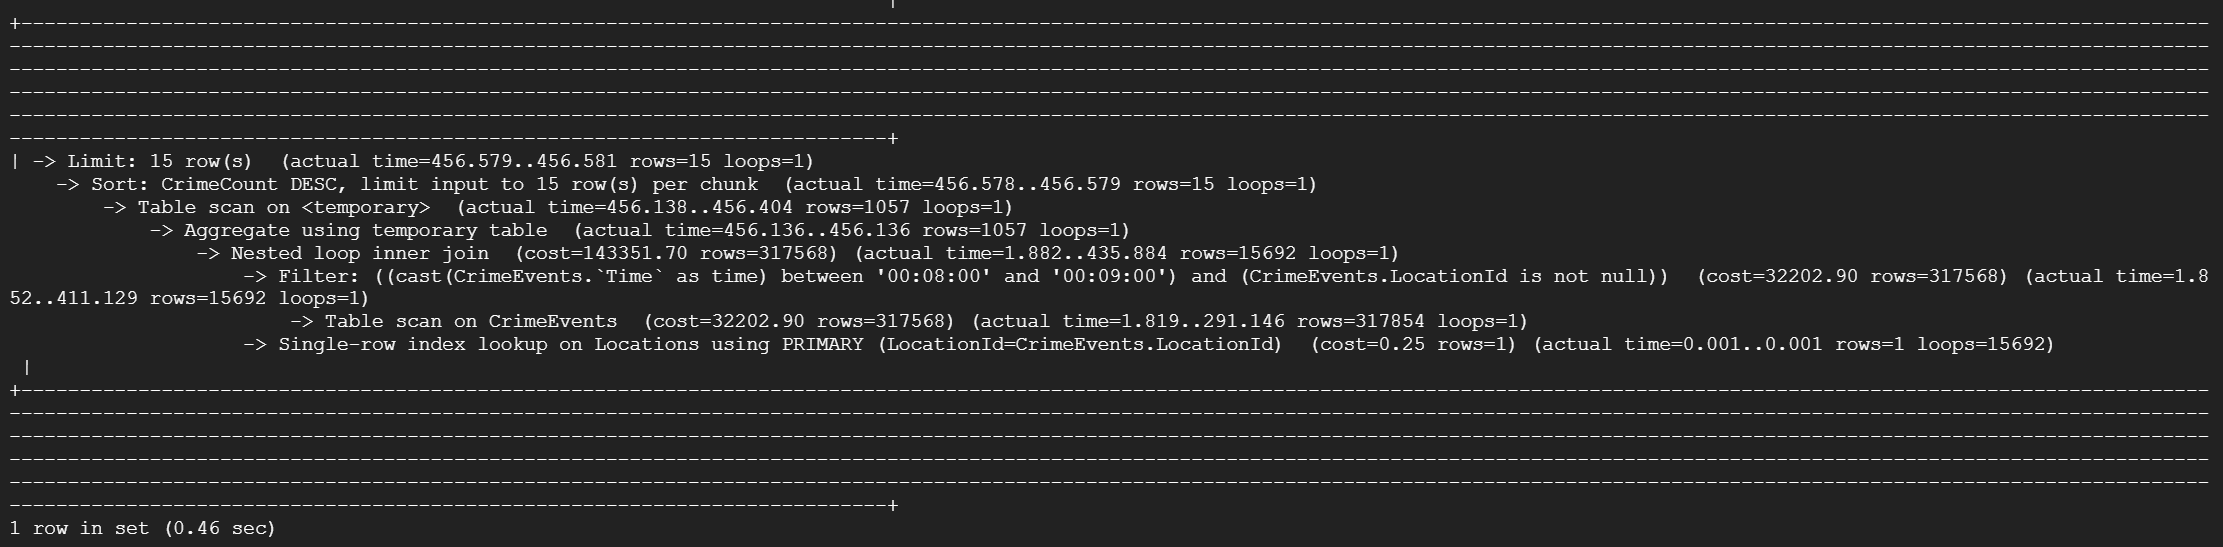 | -> Limit: 15 row(s)  (actual time=456.579..456.581 rows=15 loops=1)
    -> Sort: CrimeCount DESC, limit input to 15 row(s) per chunk  (actual time=456.578..456.579 rows=15 loops=1)
        -> Table scan on <temporary>  (actual time=456.138..456.404 rows=1057 loops=1)
            -> Aggregate using temporary table  (actual time=456.136..456.136 rows=1057 loops=1)
                -> Nested loop inner join  (cost=143351.70 rows=317568) (actual time=1.882..435.884 rows=15692 loops=1)
                    -> Filter: ((cast(CrimeEvents.`Time` as time) between '00:08:00' and '00:09:00') and (CrimeEvents.LocationId is not null))  (cost=32202.90 rows=317568) (actual time=1.8
52..411.129 rows=15692 loops=1)
                        -> Table scan on CrimeEvents  (cost=32202.90 rows=317568) (actual time=1.819..291.146 rows=317854 loops=1)
                    -> Single-row index lookup on Locations using PRIMARY (LocationId=CrimeEvents.LocationId)  (cost=0.25 rows=1) (actual time=0.001..0.001 rows=1 loops=15692)
 |
1 row in set (0.46 sec)